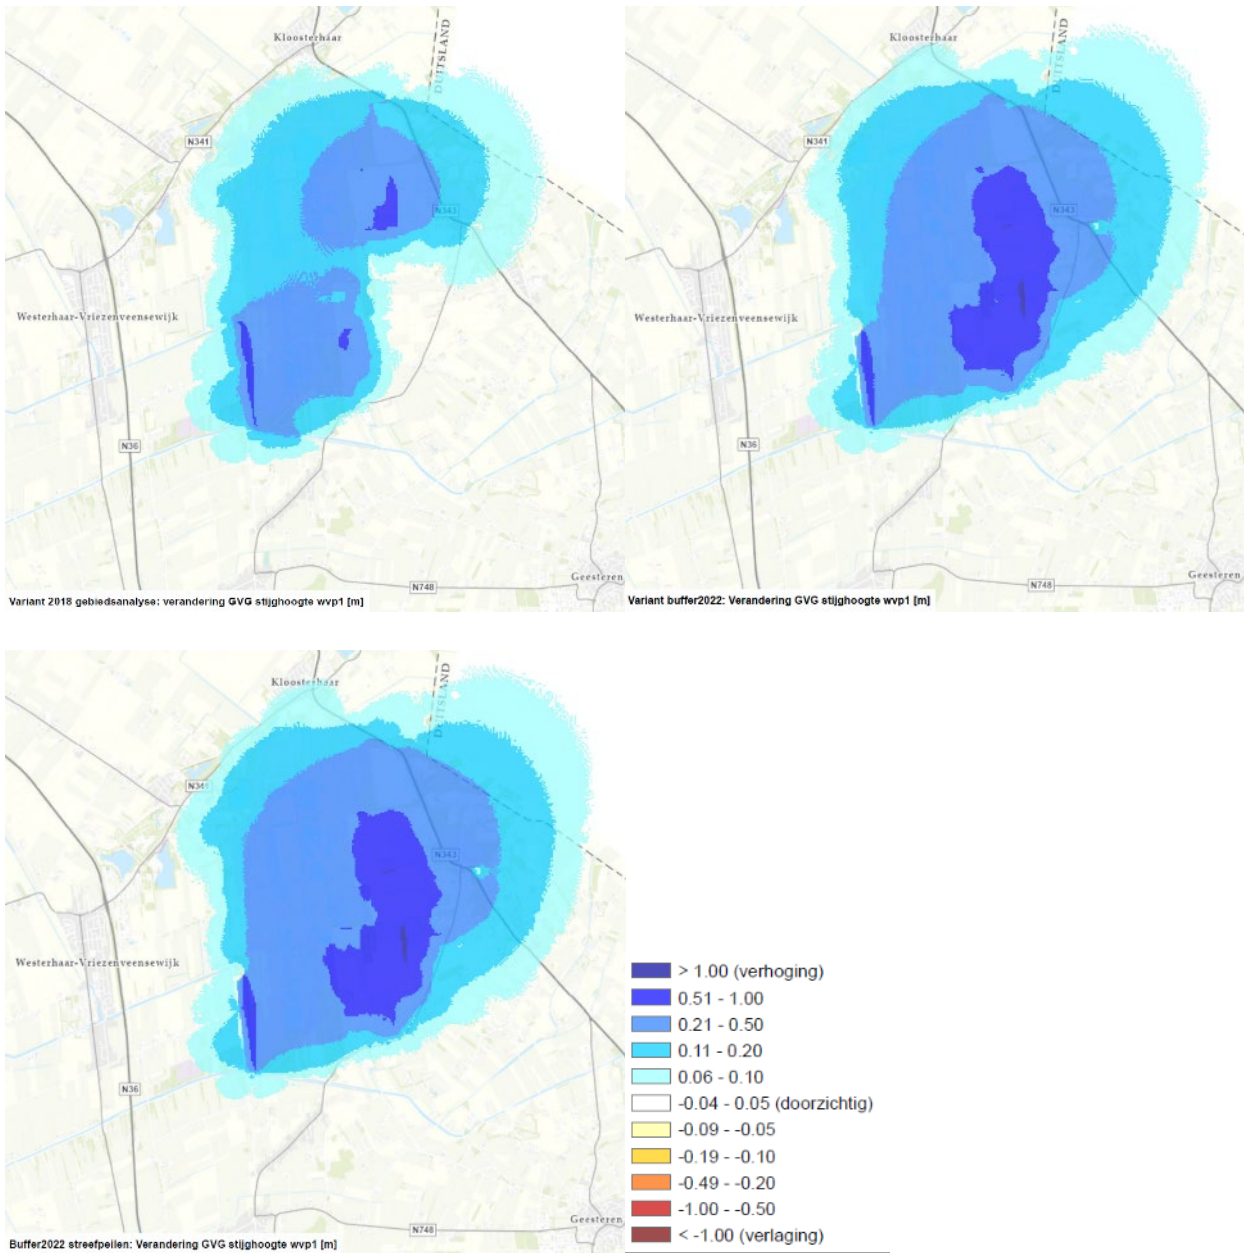 Kloosterhaar
DUITSLAND
N341
N343
Westerhaar-Vriezenveensewijk
N36
Geesteren
N748
Variant 2018 gebiedsanalyse: verandering GVG stijghoogte wvp1 [m]
Kloosterhaar
DUITSLAND
N341
N343
Westerhaar-Vriezenveensewijk
N36
Geesteren
N748
Variant buffer2022: Verandering GVG stijghoogte wvp1 [m]
Kloosterhaar
DUITSLAND
N341
N343
Westerhaar-Vriezenveensewijk
N36
Geesteren
N748
Buffer2022 streefpeilen: Verandering GVG stijghoogte wvp1 [m]
> 1.00 (verhoging)
0.51 - 1.00
0.21 - 0.50
0.11 - 0.20
0.06 - 0.10
-0.04 - 0.05 (doorzichtig)
-0.09 - -0.05
-0.19 - -0.10
-0.49 - -0.20
-1.00 - -0.50
< -1.00 (verlaging)